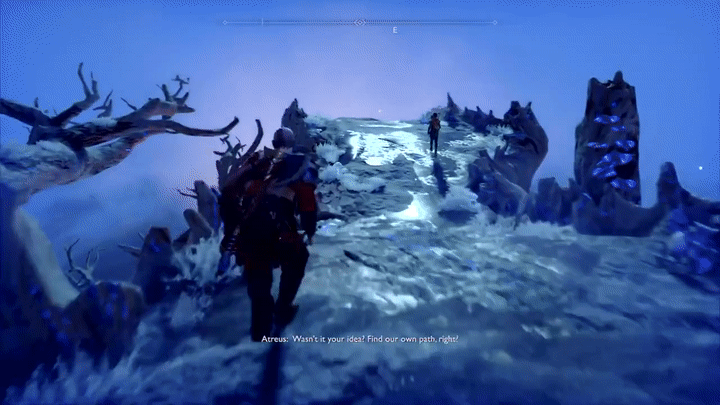 E
Atreus: Wasn't it your idea? Find our own path, right?